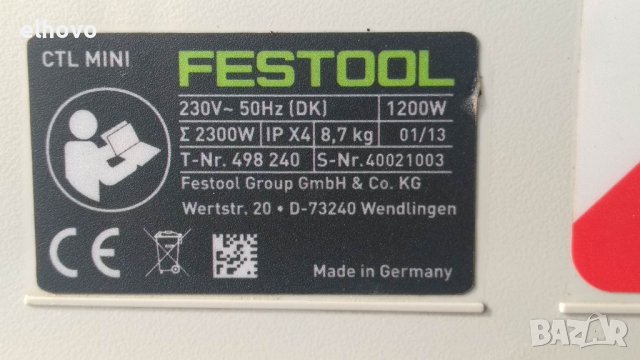 elhovo
CTL MINI
FESTOOL
230V~ 50Hz (DK) 1200W
Σ 2300W IP X4 8,7 kg 01/13
T-Nr. 498 240 S-Nr. 40021003
Festool Group GmbH & Co. KG
Wertstr. 20 • D-73240 Wendlingen
CE
Made in Germany
BAZAR